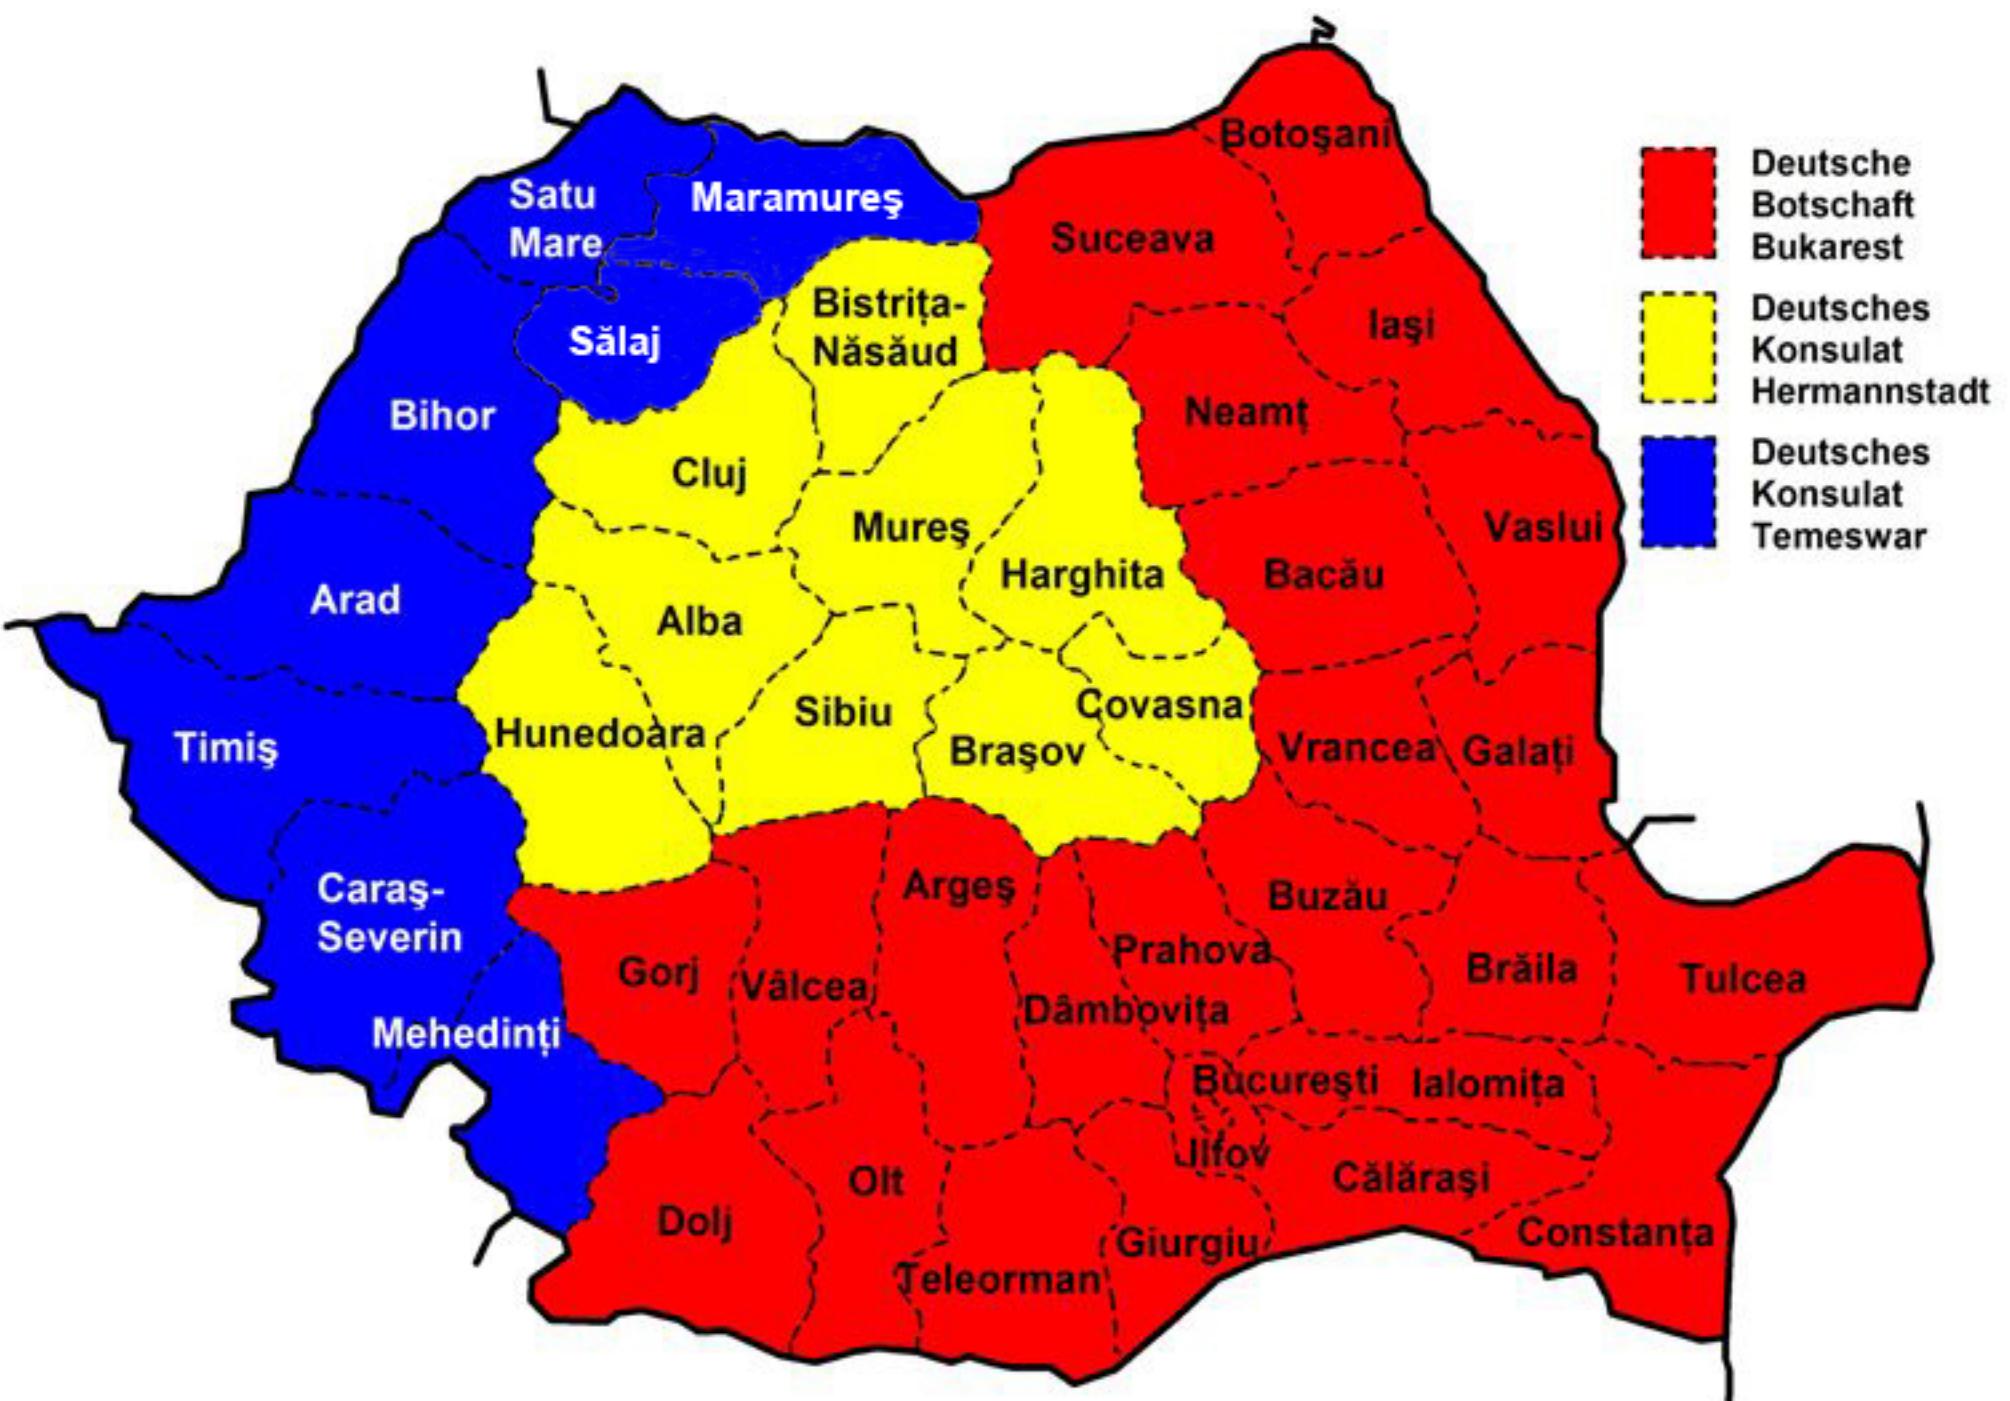 Botoşani
Satu
Mare
Maramureş
Suceava
Deutsche
Botschaft
Bukarest
Bistriţa-
Năsăud
Iaşi
Deutsches
Konsulat
Hermannstadt
Sălaj
Bihor
Neamţ
Cluj
Deutsches
Konsulat
Temeswar
Mureş
Vaslui
Harghita
Bacău
Arad
Alba
Sibiu
Covasna
Timiş
Hunedoara
Braşov
Vrancea
Galaţi
Caraş-
Severin
Argeş
Buzău
Prahova
Gorj
Vâlcea
Brăila
Tulcea
Dâmboviţa
Mehedinţi
Bucureşti
Ialomiţa
Ilfov
Olt
Călăraşi
Dolj
Giurgiu
Constanţa
Teleorman